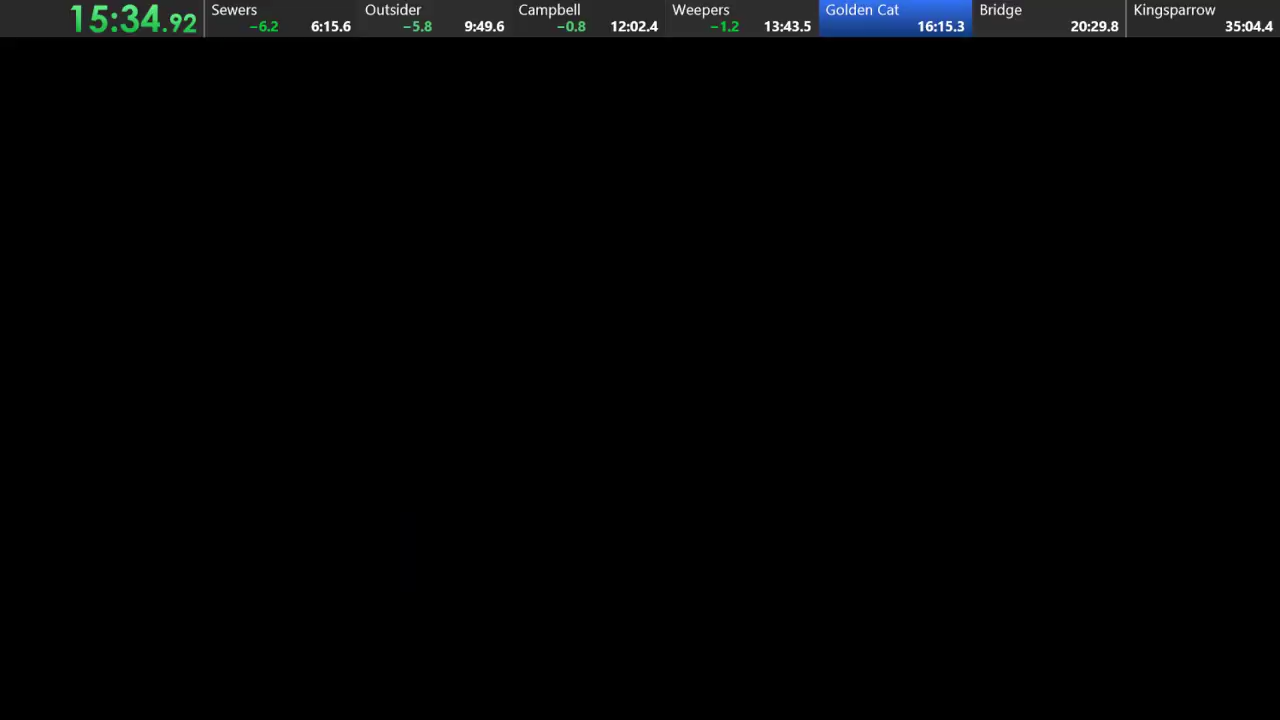 15:34.92
Sewers
−6.2 6:15.6
Outsider
−5.8 9:49.6
Campbell
−0.8 12:02.4
Weepers
−1.2 13:43.5
Golden Cat
16:15.3
Bridge
20:29.8
Kingsparrow
35:04.4